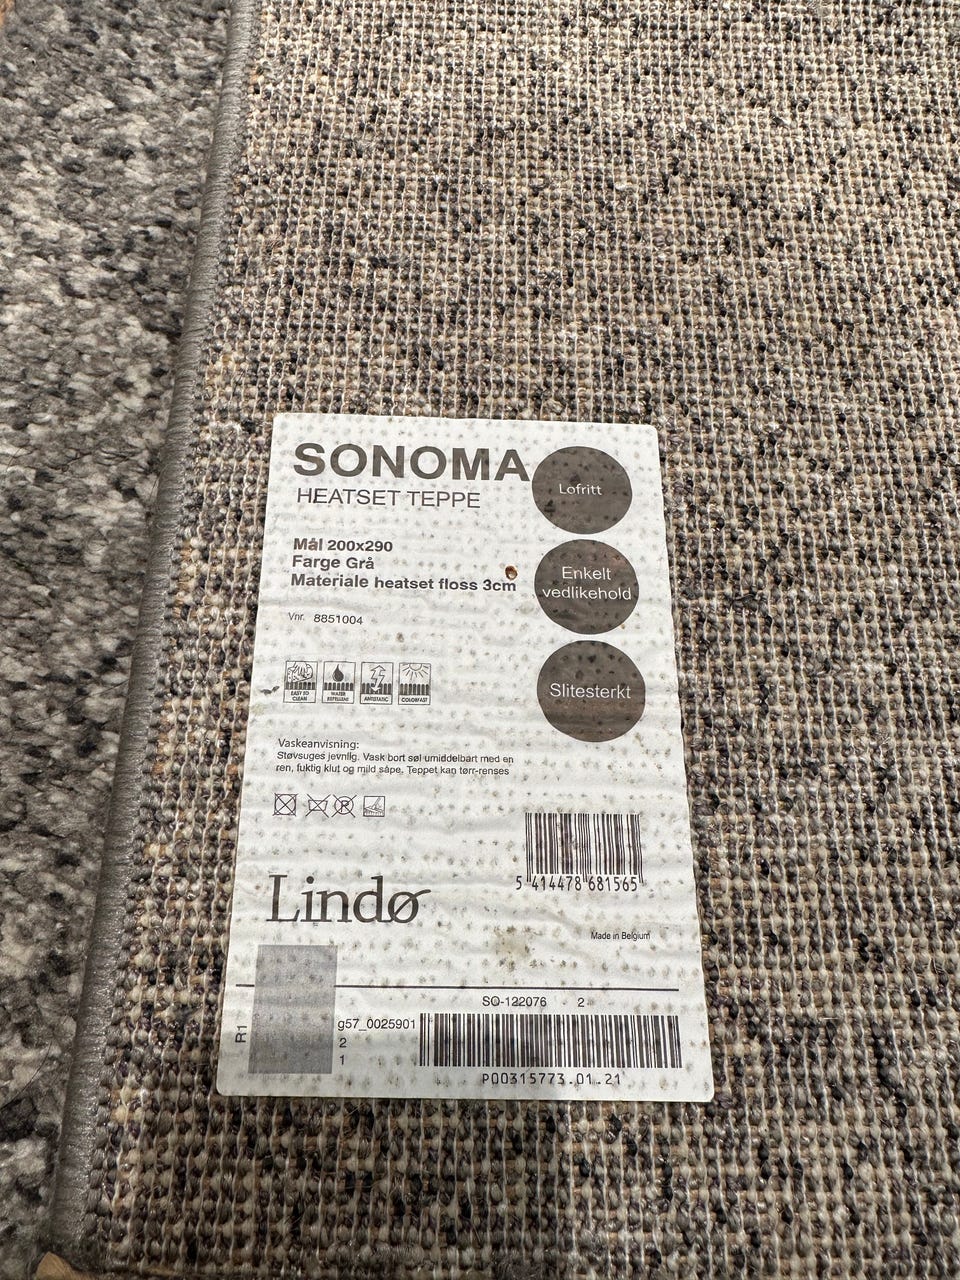 SONOMA
HEATSET TEPPE
Lofritt
Mål 200x290
Farge Grå
Materiale heatset floss 3cm
Enkelt
vedlikehold
Vnr. 8851004
Slitesterkt
EASY TO
CLEAN
WATER
REPELLENT
ANTISTATIC
COLORFAST
Vaskeanvisning:
Støvsuges jevnlig. Vask bort søl umiddelbart med en
ren, fuktig klut og mild såpe. Teppet kan tørr-renses
P
5 414478 681565
Lindø
Made in Belgium
SO-122076 2
R1
g57_0025901
2
1
P00315773.01.21